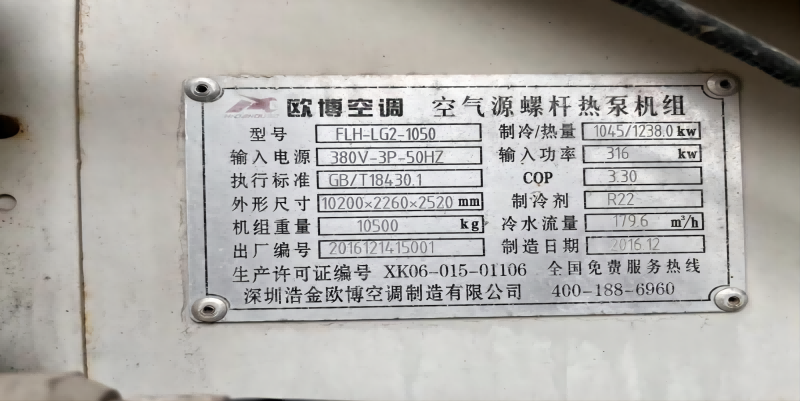 欧博空调 空气源螺杆热泵机组
型号 FLH-LG2-1050 制冷/热量 1045/1238.0 kw
输入电源 380V-3P-50HZ 输入功率 316 kw
执行标准 GB/T18430.1 COP 3.30
外形尺寸 10200×2260×2520 mm 制冷剂 R22
机组重量 10500 kg 冷水流量 179.6 m³/h
出厂编号 2016121415001 制造日期 2016.12
生产许可证编号 XK06-015-01106 全国免费服务热线
深圳浩金欧博空调制造有限公司 400-188-6960